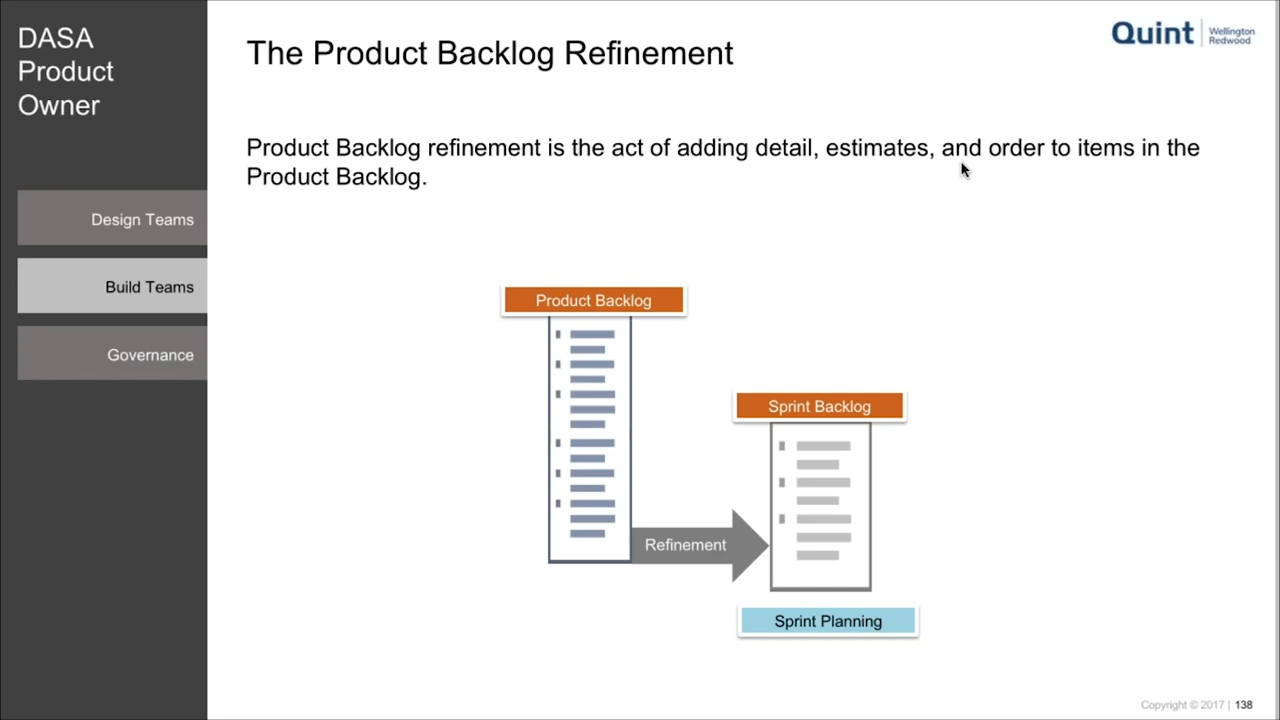 DASA
Product
Owner
Design Teams
Build Teams
Governance
The Product Backlog Refinement
Quint
Wellington
Redwood
Product Backlog refinement is the act of adding detail, estimates, and order to items in the
Product Backlog.
Product Backlog
Sprint Backlog
Refinement
Sprint Planning
Copyright © 2017 | 138